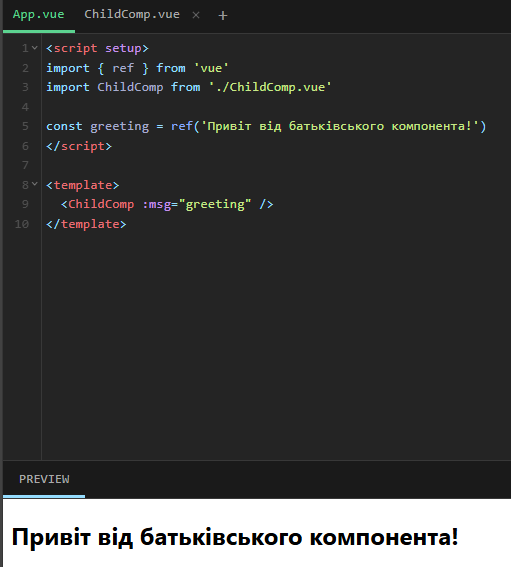 App.vue ChildComp.vue × +
1 <script setup>
2 import { ref } from 'vue'
3 import ChildComp from './ChildComp.vue'
4
5 const greeting = ref('Привіт від батьківського компонента!')
6 </script>
7
8 <template>
9   <ChildComp :msg="greeting" />
10 </template>
PREVIEW
Привіт від батьківського компонента!